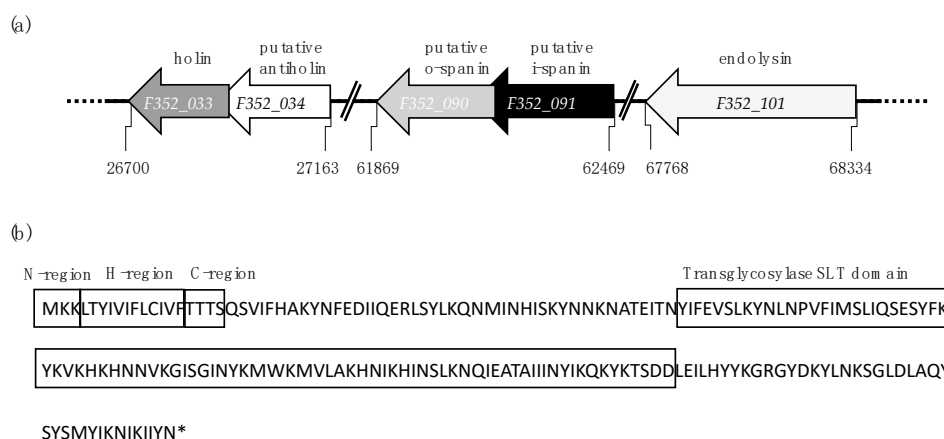 (a)
holin
putative
antiholin
putative
o-spanin
putative
i-spanin
endolysin
F352_033
F352_034
F352_090
F352_091
F352_101
26700
27163
61869
62469
67768
68334
(b)
N-region
H-region
C-region
Transglycosylase SLT domain
MKKLTYIVIFLCIVFTTTSQSVIFHAKYNFEDIIQERLSYLKQNMINHISKYNNKNATEITNYIFEVSLKYNLNPVFIMSLIQSESYFK
YKVKHKHNNVKGISGINYKMWKMVLAKHNIKHINSLKNQIEATAIIINYIKQKYKTSDDLEILHYYKGRGYDKYLNKSGLDLAQY
SYSMYIKNIKIIYN*